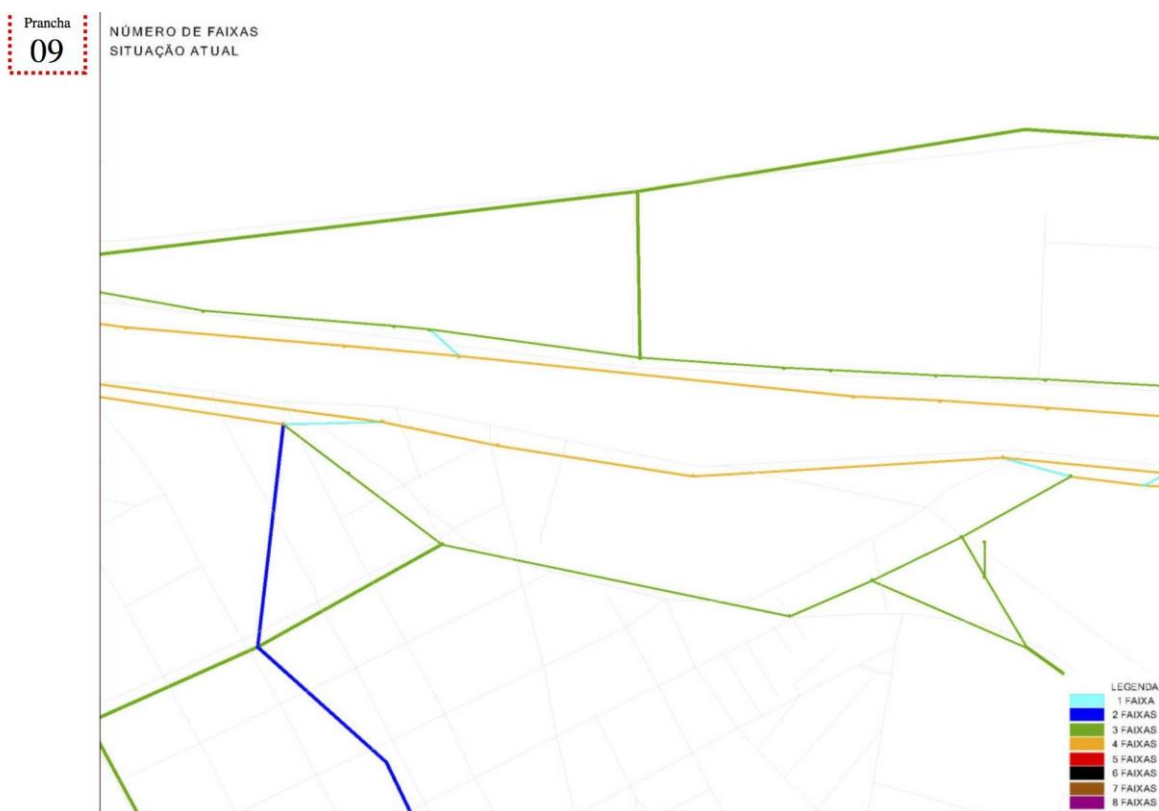 Prancha
09
NÚMERO DE FAIXAS
SITUAÇÃO ATUAL
LEGENDA
1 FAIXA
2 FAIXAS
3 FAIXAS
4 FAIXAS
5 FAIXAS
6 FAIXAS
7 FAIXAS
8 FAIXAS